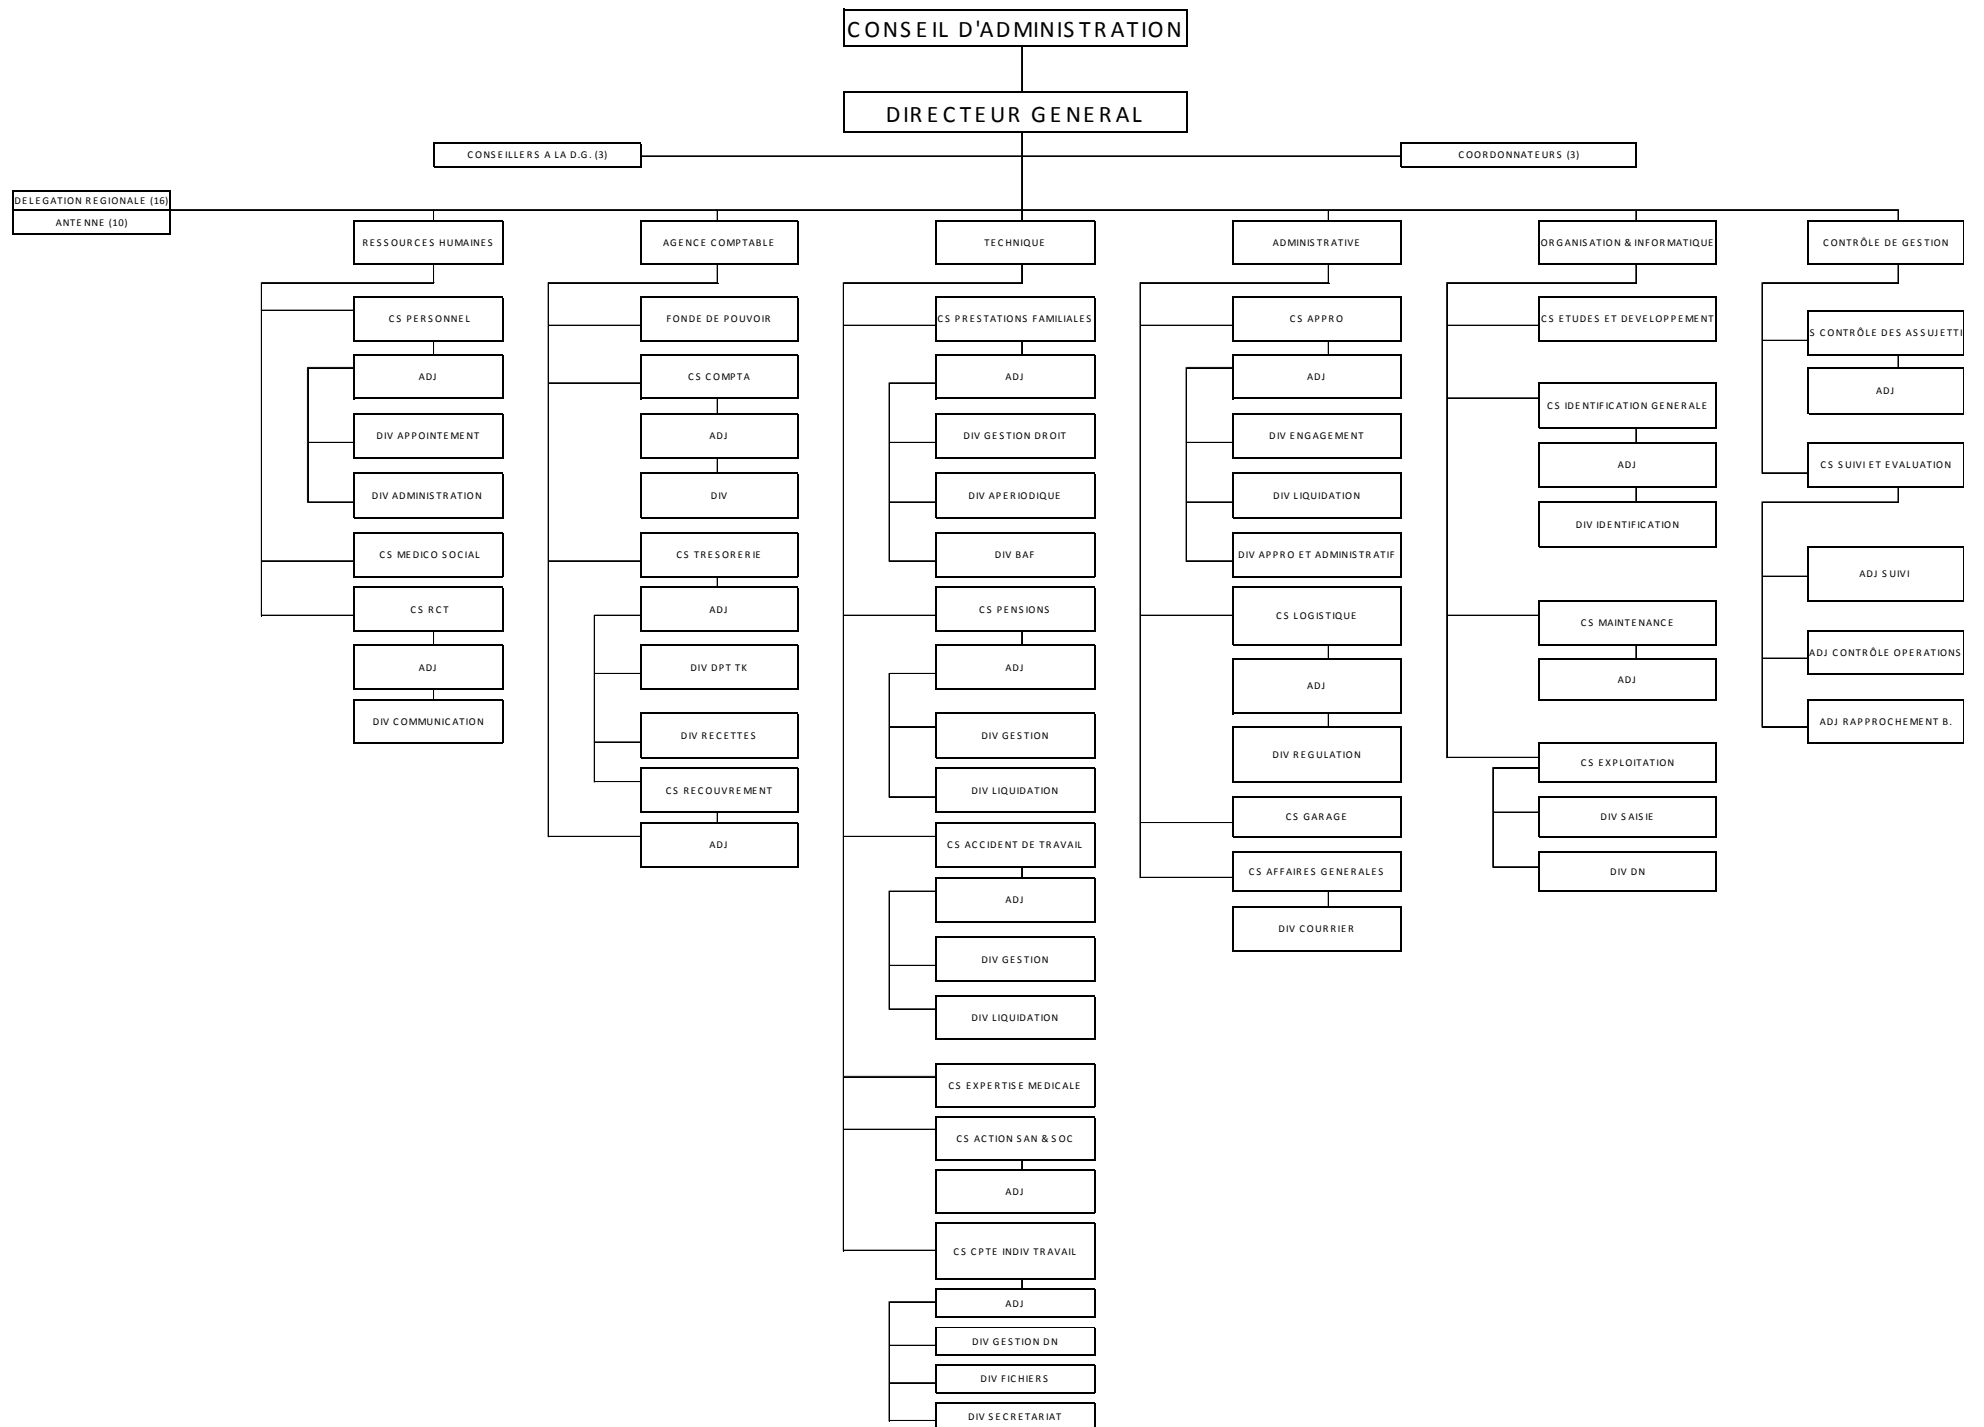 CONSEIL D'ADMINISTRATION
DIRECTEUR GENERAL
CONSEILLERS A LA D.G. (3)
COORDONNATEURS (3)
DELEGATION REGIONALE (16)
ANTENNE (10)
RESSOURCES HUMAINES
CS PERSONNEL
ADJ
DIV APPOINTEMENT
DIV ADMINISTRATION
CS MEDICO SOCIAL
CS RCT
ADJ
DIV COMMUNICATION
AGENCE COMPTABLE
FONDE DE POUVOIR
CS COMPTA
ADJ
DIV
CS TRESORERIE
ADJ
DIV DPT TK
DIV RECETTES
CS RECOUVREMENT
ADJ
TECHNIQUE
CS PRESTATIONS FAMILIALES
ADJ
DIV GESTION DROIT
DIV APERIODIQUE
DIV BAF
CS PENSIONS
ADJ
DIV GESTION
DIV LIQUIDATION
CS ACCIDENT DE TRAVAIL
ADJ
DIV GESTION
DIV LIQUIDATION
CS EXPERTISE MEDICALE
CS ACTION SAN & SOC
ADJ
CS CPTE INDIV TRAVAIL
ADJ
DIV GESTION DN
DIV FICHIERS
DIV SECRETARIAT
ADMINISTRATIVE
CS APPRO
ADJ
DIV ENGAGEMENT
DIV LIQUIDATION
DIV APPRO ET ADMINISTRATIF
CS LOGISTIQUE
ADJ
DIV REGULATION
CS GARAGE
CS AFFAIRES GENERALES
DIV COURRIER
ORGANISATION & INFORMATIQUE
CS ETUDES ET DEVELOPPEMENT
CS IDENTIFICATION GENERALE
ADJ
DIV IDENTIFICATION
CS MAINTENANCE
ADJ
CS EXPLOITATION
DIV SAISIE
DIV DN
CONTRÔLE DE GESTION
S CONTRÔLE DES ASSUJETTI
ADJ
CS SUIVI ET EVALUATION
ADJ SUIVI
ADJ CONTRÔLE OPERATIONS
ADJ RAPPROCHEMENT B.